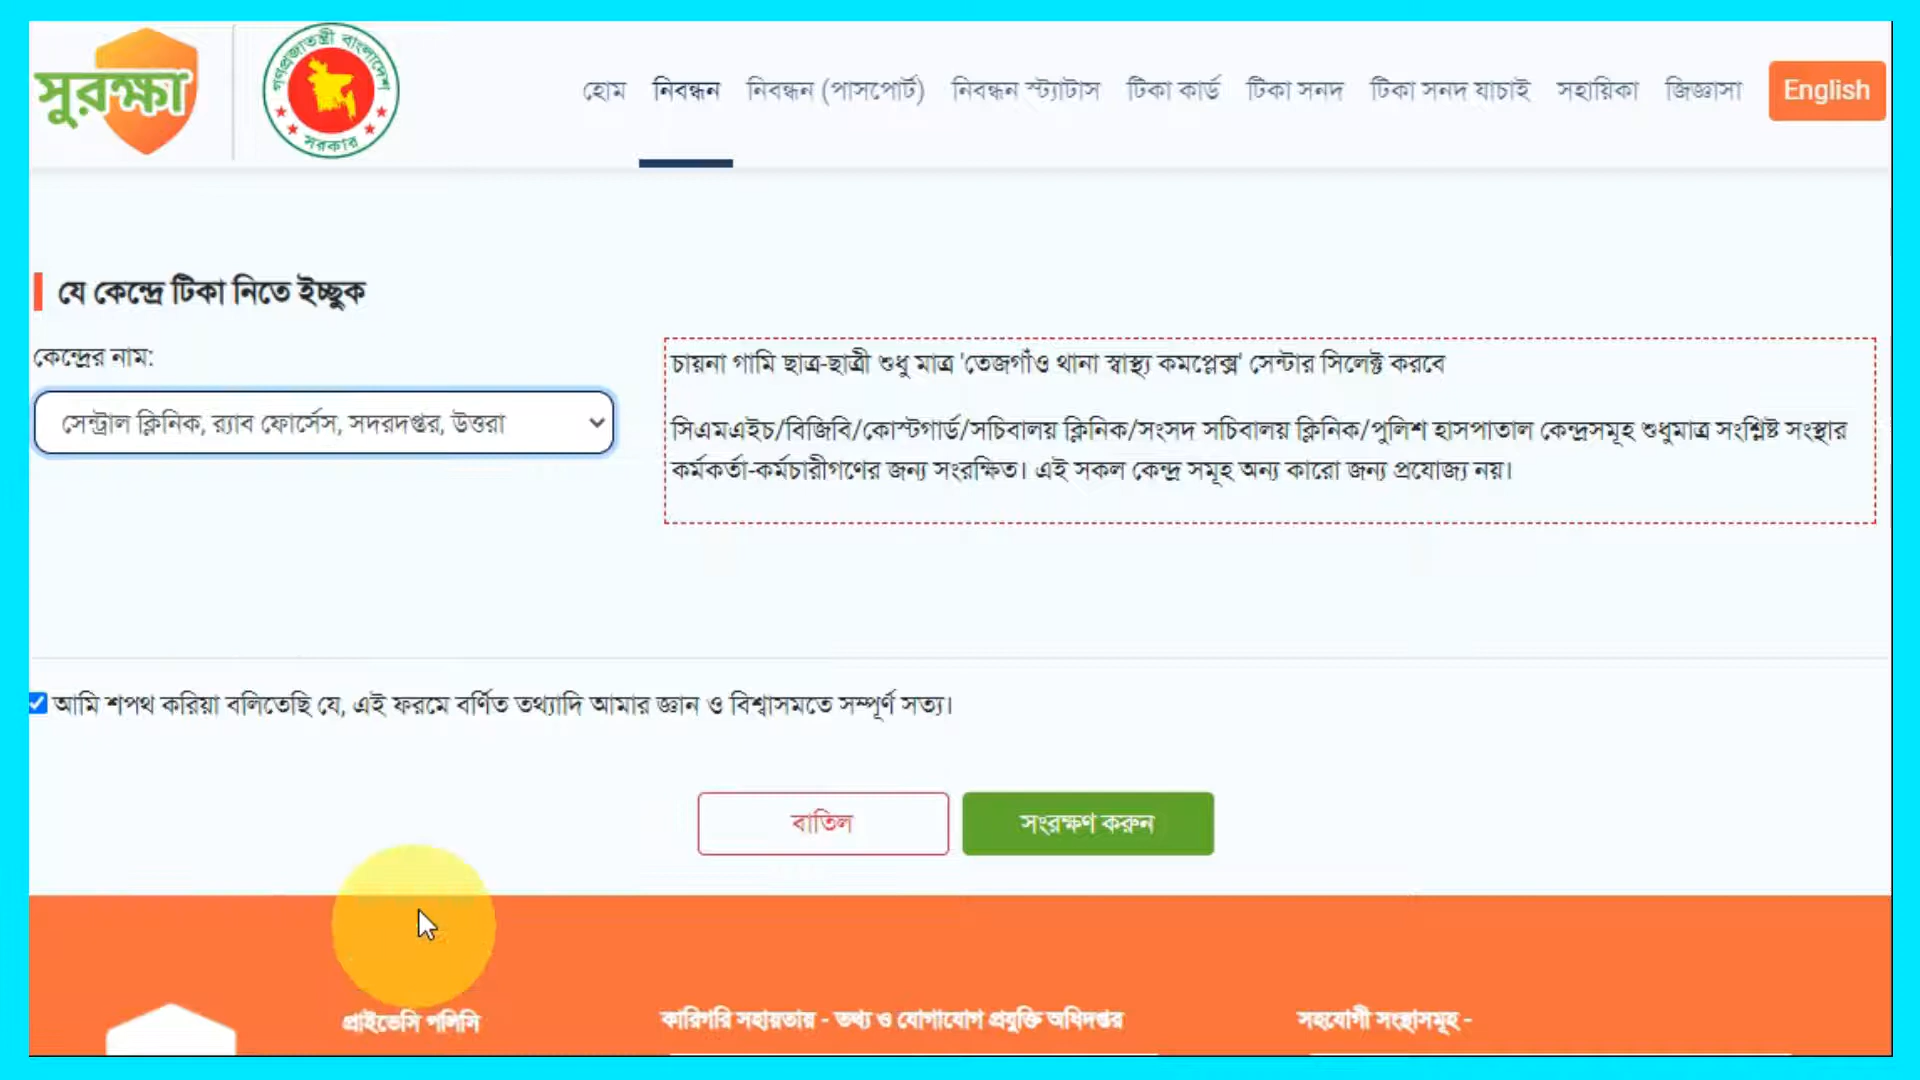 সুরক্ষা
গণপ্রজাতন্ত্রী বাংলাদেশ
সরকার
হোম নিবন্ধন নিবন্ধন (পাসপোর্ট) নিবন্ধন স্ট্যাটাস টিকা কার্ড টিকা সনদ টিকা সনদ যাচাই সহায়িকা জিজ্ঞাসা English
যে কেন্দ্রে টিকা নিতে ইচ্ছুক
কেন্দ্রের নাম:
সেন্ট্রাল ক্লিনিক, র‍্যাব ফোর্সেস, সদরদপ্তর, উত্তরা
চায়না গামি ছাত্র-ছাত্রী শুধু মাত্র 'তেজগাঁও থানা স্বাস্থ্য কমপ্লেক্স' সেন্টার সিলেক্ট করবে
সিএমএইচ/বিজিবি/কোস্টগার্ড/সচিবালয় ক্লিনিক/সংসদ সচিবালয় ক্লিনিক/পুলিশ হাসপাতাল কেন্দ্রসমূহ শুধুমাত্র সংশ্লিষ্ট সংস্থার
কর্মকর্তা-কর্মচারীগণের জন্য সংরক্ষিত। এই সকল কেন্দ্র সমূহ অন্য কারো জন্য প্রযোজ্য নয়।
আমি শপথ করিয়া বলিতেছি যে, এই ফরমে বর্ণিত তথ্যাদি আমার জ্ঞান ও বিশ্বাসমতে সম্পূর্ণ সত্য।
বাতিল
সংরক্ষণ করুন
প্রাইভেসি পলিসি
কারিগরি সহায়তায় - তথ্য ও যোগাযোগ প্রযুক্তি অধিদপ্তর
সহযোগী সংস্থাসমূহ -